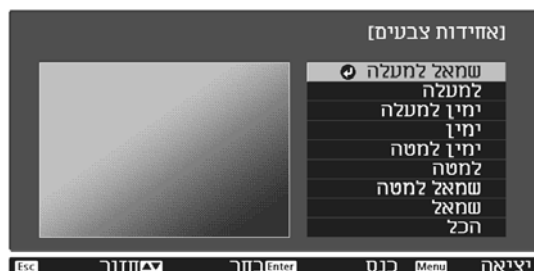 [אחידות צבעים]
שמאל למעלה
למעלה
ימין למעלה
ימין
ימין למטה
למטה
שמאל למטה
שמאל
הכל
יציאה Menu כנס Enter בחר ▲▼ חזור Esc